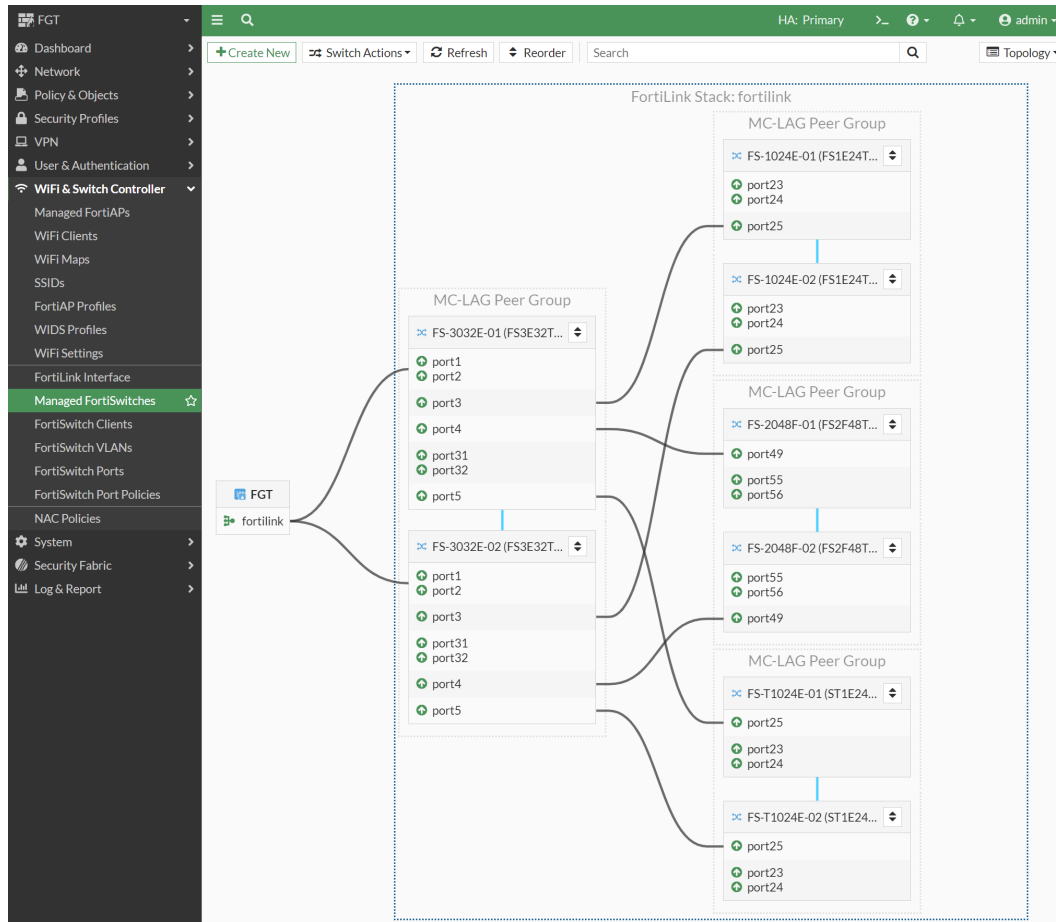 FGT
HA: Primary
>_
admin
Dashboard
Network
Policy & Objects
Security Profiles
VPN
User & Authentication
WiFi & Switch Controller
Managed FortiAPs
WiFi Clients
WiFi Maps
SSIDs
FortiAP Profiles
WIDS Profiles
WiFi Settings
FortiLink Interface
Managed FortiSwitches
FortiSwitch Clients
FortiSwitch VLANs
FortiSwitch Ports
FortiSwitch Port Policies
NAC Policies
System
Security Fabric
Log & Report
+Create New Switch Actions Refresh Reorder Search Topology
FortiLink Stack: fortilink
FGT
fortilink
MC-LAG Peer Group
FS-3032E-01 (FS3E32T...
port1
port2
port3
port4
port31
port32
port5
FS-3032E-02 (FS3E32T...
port1
port2
port3
port31
port32
port4
port5
MC-LAG Peer Group
FS-1024E-01 (FS1E24T...
port23
port24
port25
FS-1024E-02 (FS1E24T...
port23
port24
port25
MC-LAG Peer Group
FS-2048F-01 (FS2F48T...
port49
port55
port56
FS-2048F-02 (FS2F48T...
port55
port56
port49
MC-LAG Peer Group
FS-T1024E-01 (ST1E24...
port25
port23
port24
FS-T1024E-02 (ST1E24...
port25
port23
port24